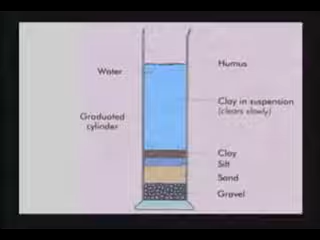 Water
Humus
Clay in suspension
(clears slowly)
Graduated
cylinder
Clay
Silt
Sand
Gravel